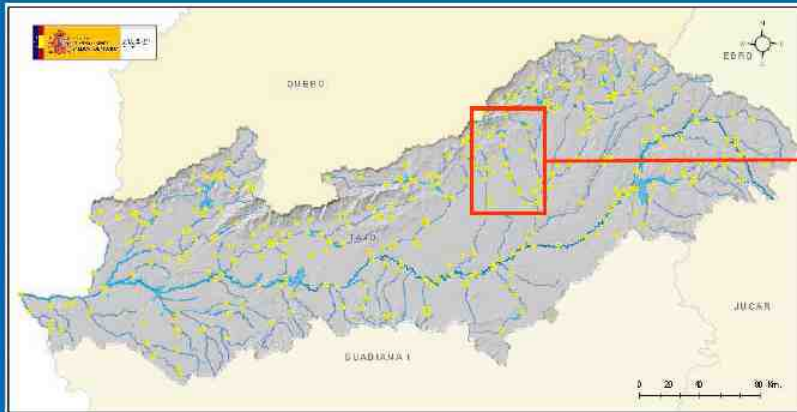 N
W E
S
EBRO
DUERO
TAJO
JUCAR
GUADIANA I
0 20 40 80 Km.